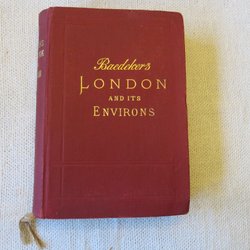 Baedeker's
LONDON
AND ITS
ENVIRONS